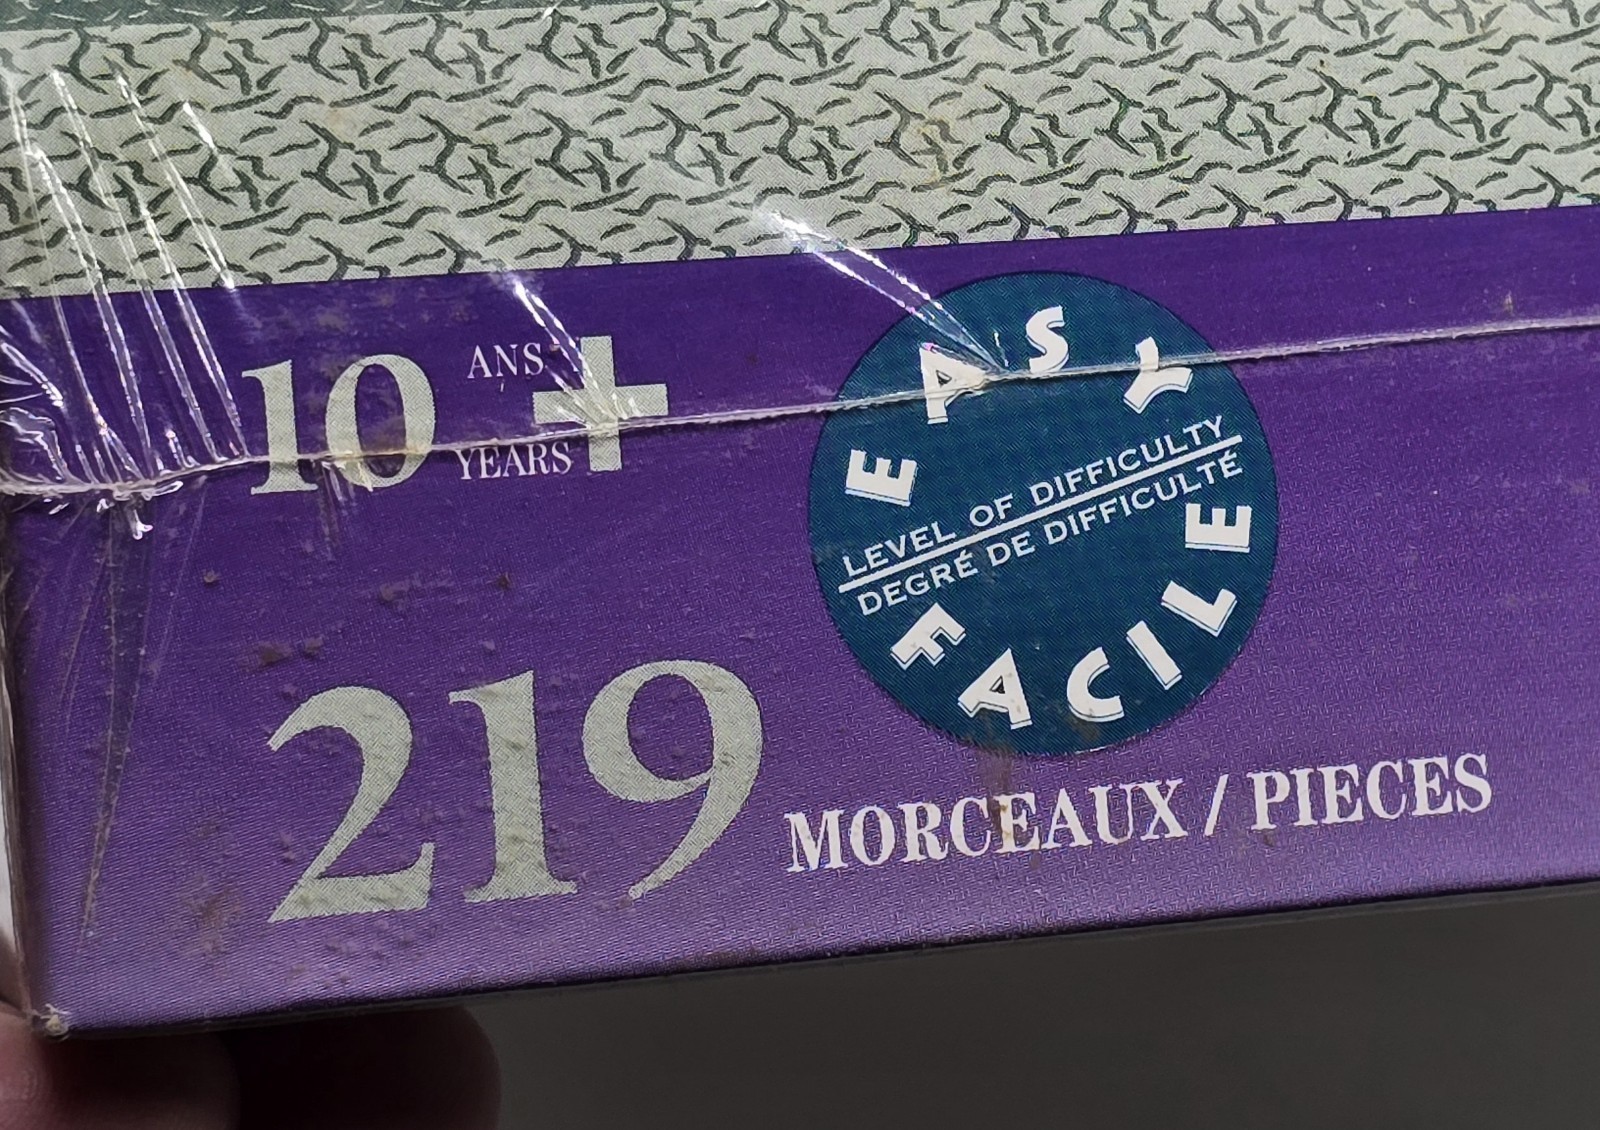 10 ANS YEARS +
EASY
LEVEL OF DIFFICULTY
DEGRÉ DE DIFFICULTÉ
FACILE
219 MORCEAUX / PIECES